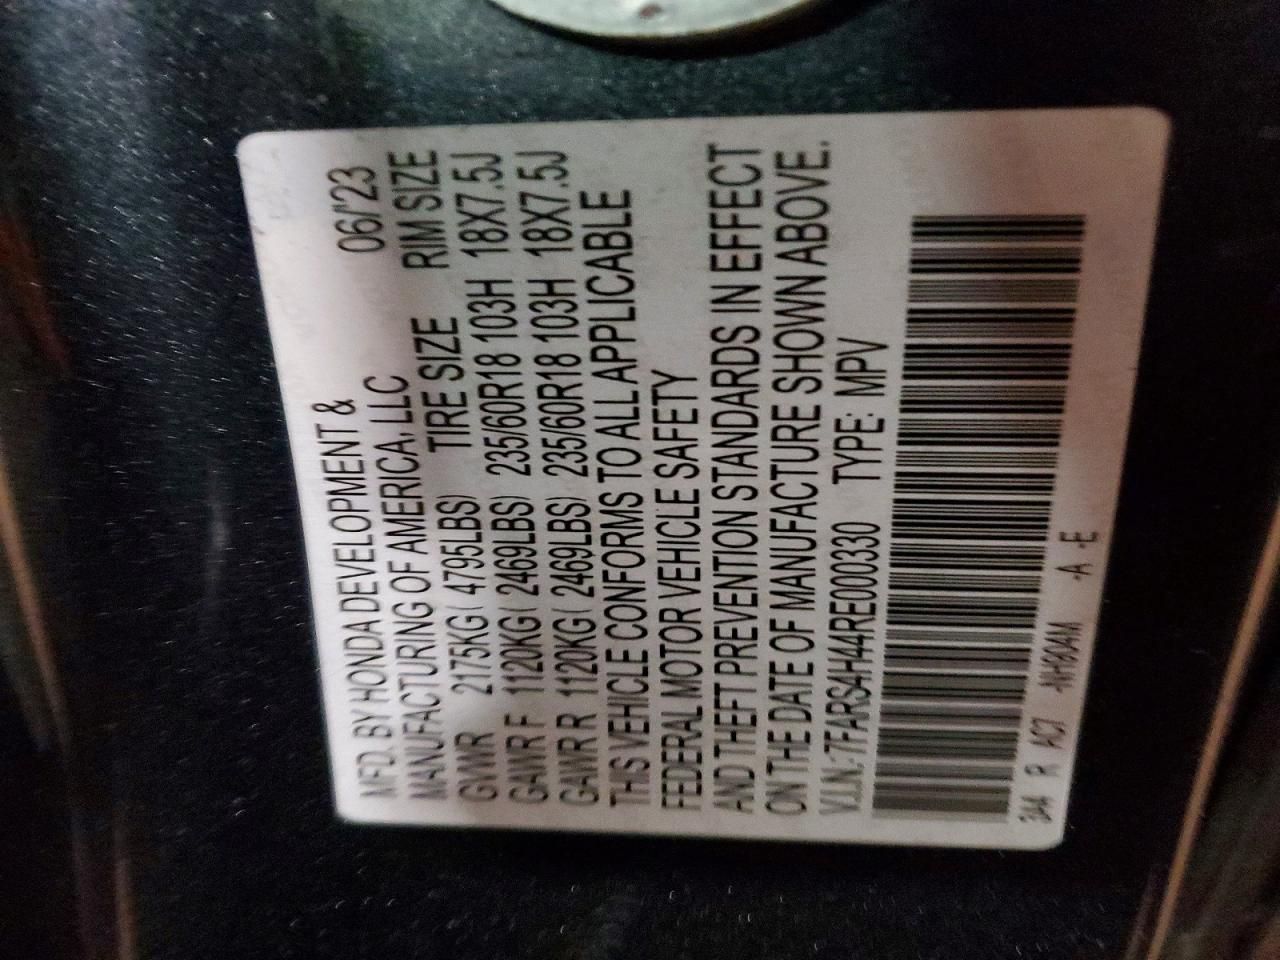 MFD. BY HONDA DEVELOPMENT & 06/'23
MANUFACTURING OF AMERICA, LLC
TIRE SIZE RIM SIZE
GVWR 2175KG( 4795LBS) 235/60R18 103H 18X7.5J
GAWR F 1120KG( 2469LBS) 235/60R18 103H 18X7.5J
GAWR R 1120KG( 2469LBS)
THIS VEHICLE CONFORMS TO ALL APPLICABLE
FEDERAL MOTOR VEHICLE SAFETY
AND THEFT PREVENTION STANDARDS IN EFFECT
ON THE DATE OF MANUFACTURE SHOWN ABOVE.
V.I.N.:7FARS4H44RE000330 TYPE: MPV
3A4 R AC7 -NH804M -A -E